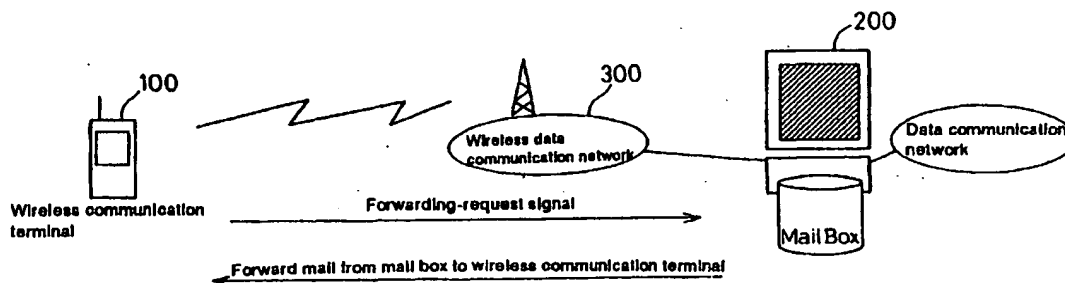 200
100
300
Wireless data
communication network
Data communication
network
Wireless communication
terminal
Forwarding-request signal
Mail Box
Forward mail from mail box to wireless communication terminal